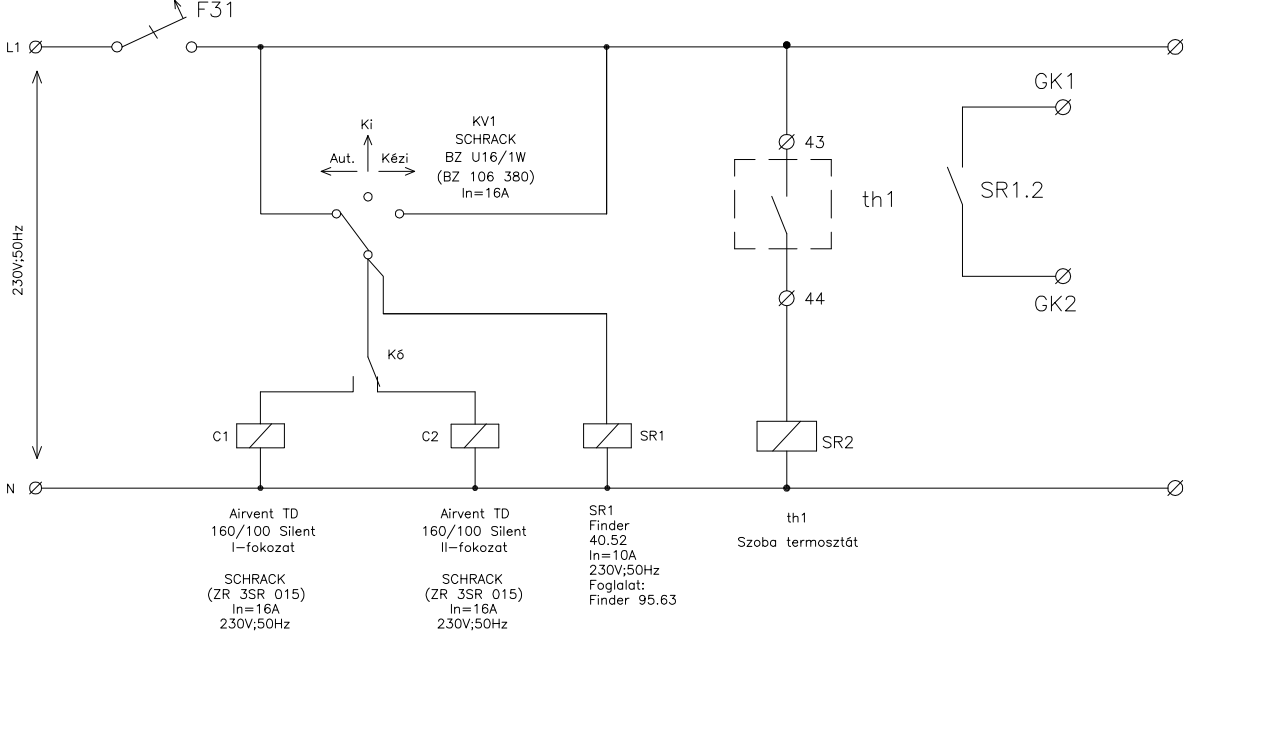 F31
L1
GK1
KV1
SCHRACK
BZ U16/1W
(BZ 106 380)
In=16A
Ki
Aut. Kézi
43
th1
SR1.2
230V;50Hz
44
GK2
Kó
C1
C2
SR1
SR2
N
Airvent TD
160/100 Silent
I-fokozat
SCHRACK
(ZR 3SR 015)
In=16A
230V;50Hz
Airvent TD
160/100 Silent
II-fokozat
SCHRACK
(ZR 3SR 015)
In=16A
230V;50Hz
SR1
Finder
40.52
In=10A
230V;50Hz
Foglalat:
Finder 95.63
th1
Szoba termosztát